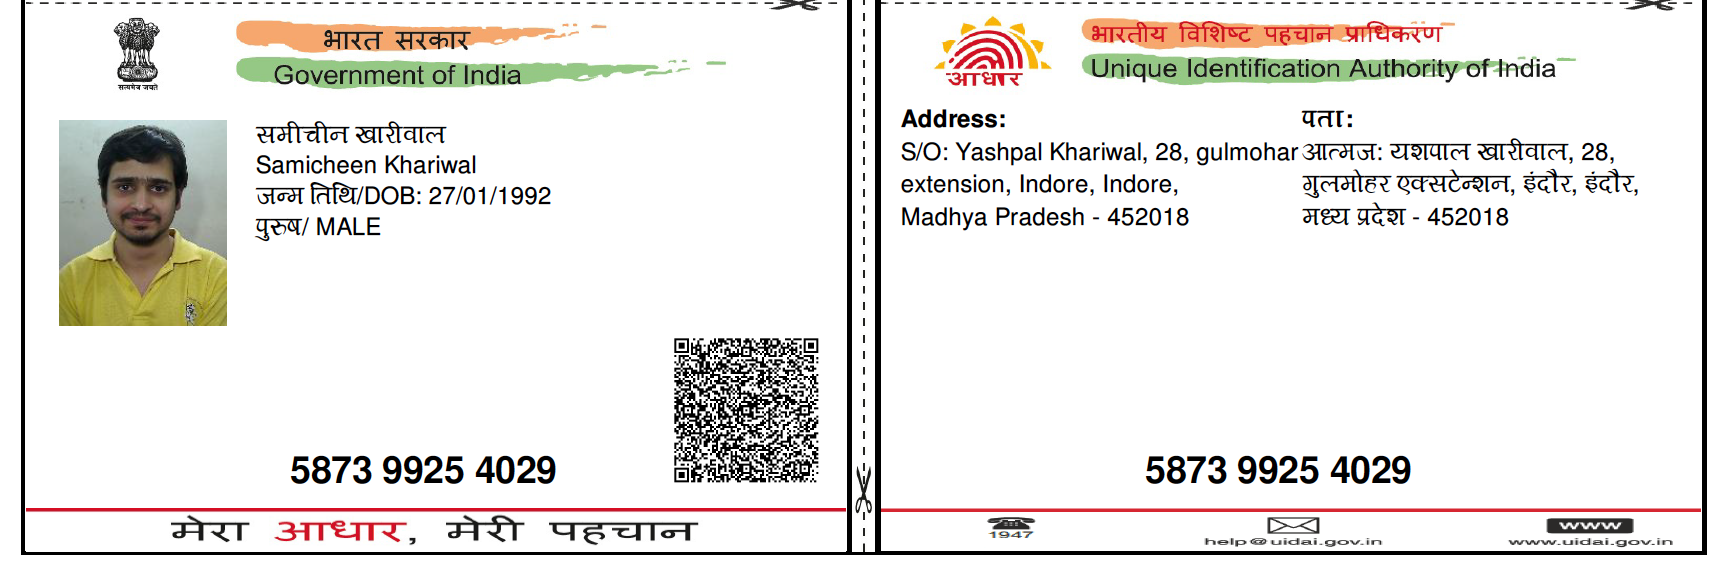 भारत सरकार
Government of India
सत्यमेव जयते
समीचीन खारीवाल
Samicheen Khariwal
जन्म तिथि/DOB: 27/01/1992
पुरुष/ MALE
5873 9925 4029
मेरा आधार, मेरी पहचान
भारतीय विशिष्ट पहचान प्राधिकरण
Unique Identification Authority of India
आधार
Address:
S/O: Yashpal Khariwal, 28, gulmohar
extension, Indore, Indore,
Madhya Pradesh - 452018
पता:
आत्मज: यशपाल खारीवाल, 28,
गुलमोहर एक्सटेन्शन, इंदौर, इंदौर,
मध्य प्रदेश - 452018
5873 9925 4029
1947
help@uidai.gov.in
www
www.uidai.gov.in